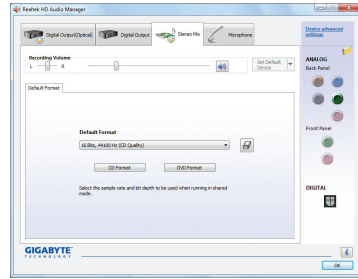 Realtek HD Audio Manager
Digital Output(Optical)
Digital Output
Stereo Mix
Microphone
Device advanced
settings
Recording Volume
L
R
Set Default
Device
ANALOG
Back Panel
Default Format
Default Format
16 Bits, 44100 Hz (CD Quality)
CD Format
DVD Format
Select the sample rate and bit depth to be used when running in shared
mode.
Front Panel
DIGITAL
GIGABYTE
TECHNOLOGY
i
OK